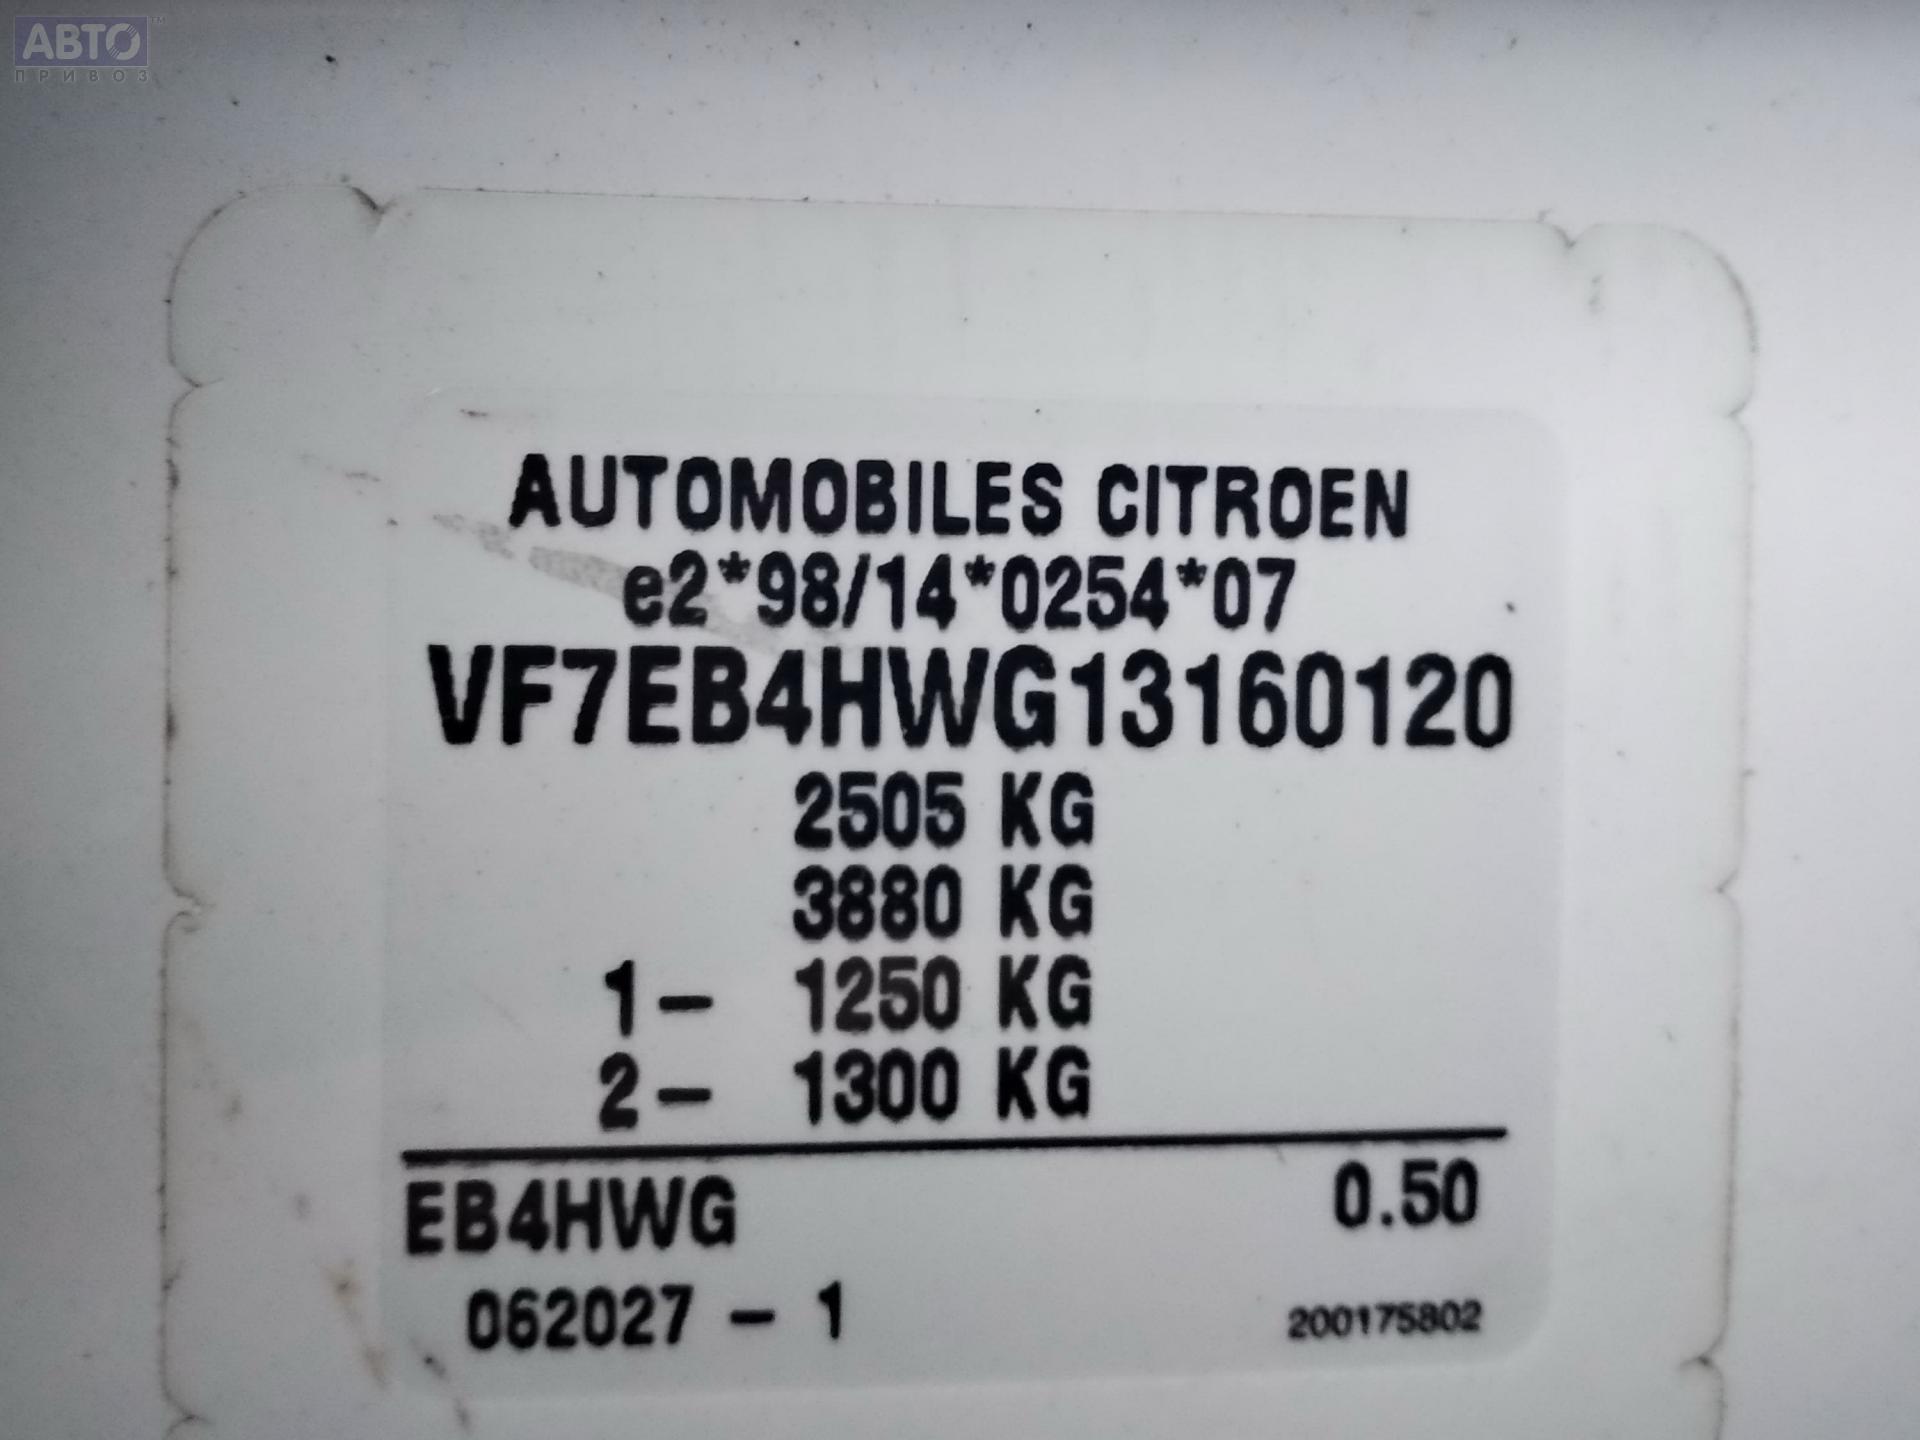 АВТО™
ПРИВОЗ
AUTOMOBILES CITROEN
e2*98/14*0254*07
VF7EB4HWG13160120
2505 KG
3880 KG
1- 1250 KG
2- 1300 KG
EB4HWG 0.50
062027 - 1 200175802